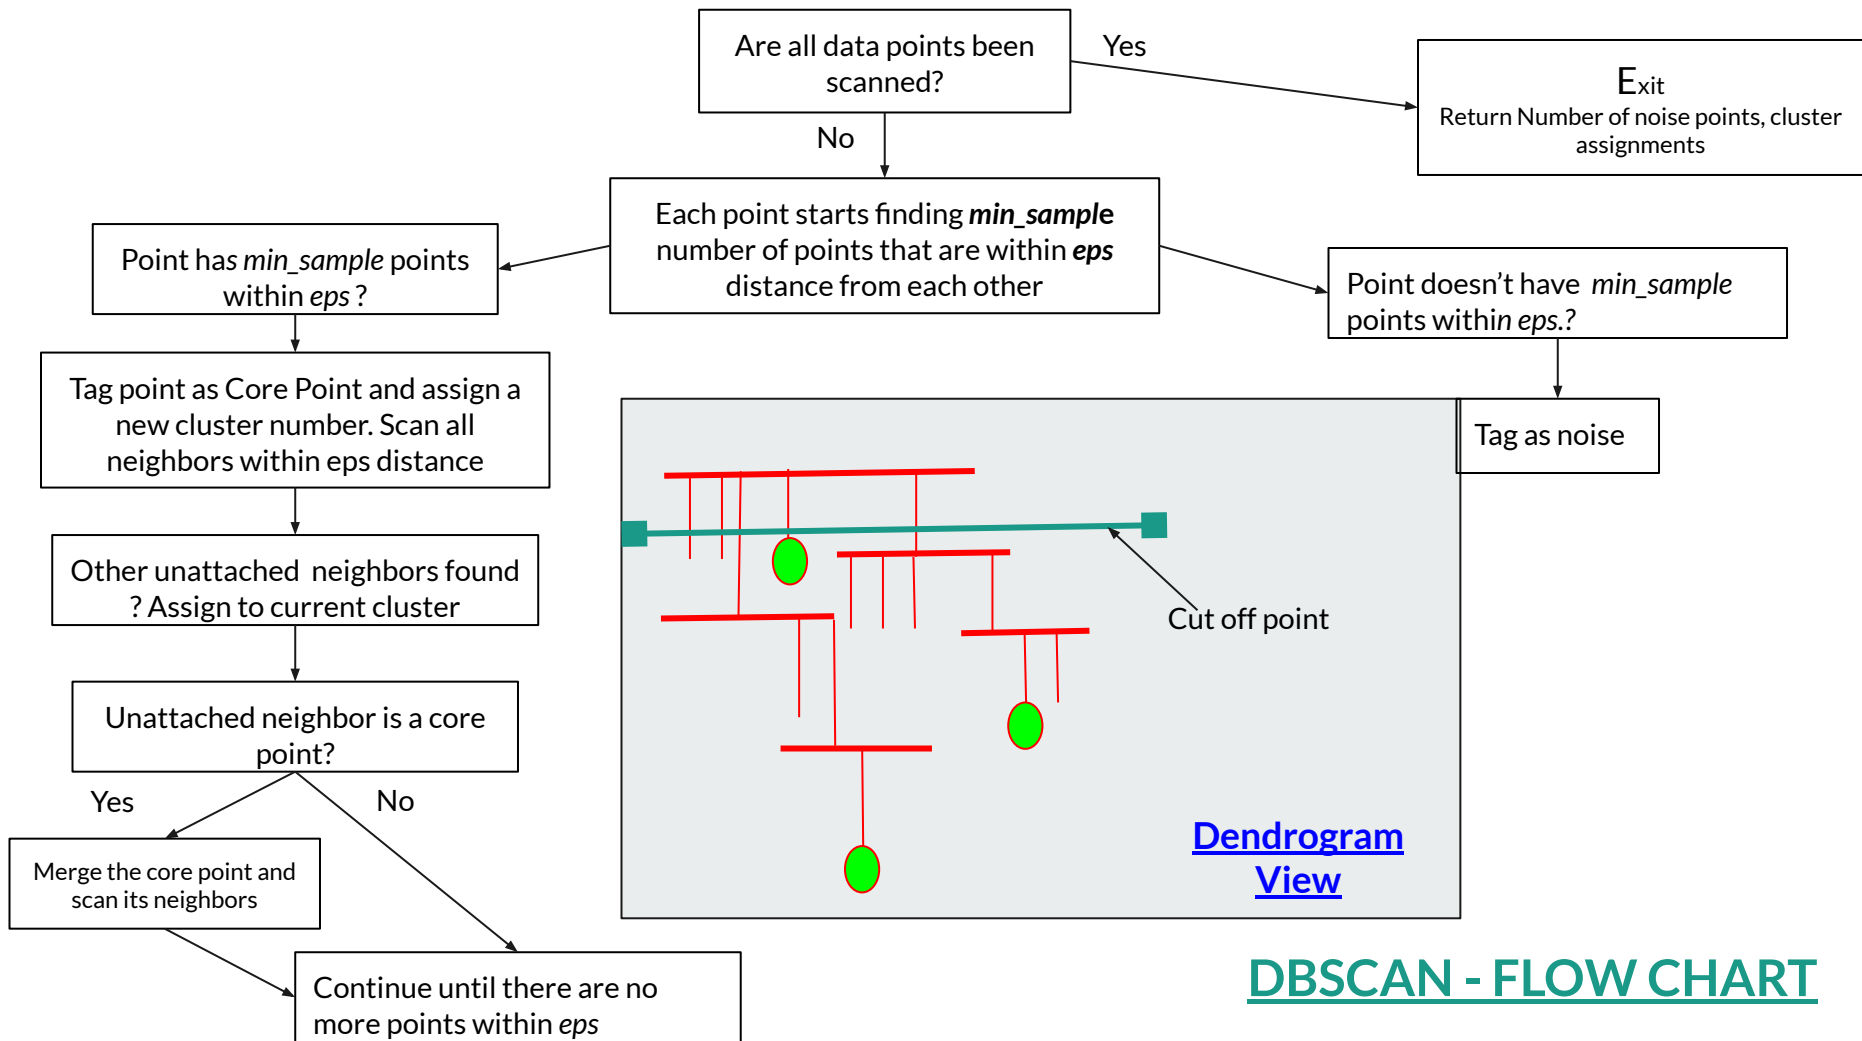 Are all data points been
scanned?
Yes
Exit
Return Number of noise points, cluster
assignments
No
Each point starts finding min_sample
number of points that are within eps
distance from each other
Point has min_sample points
within eps ?
Point doesn't have min_sample
points within eps.?
Tag point as Core Point and assign a
new cluster number. Scan all
neighbors within eps distance
Tag as noise
Other unattached neighbors found
? Assign to current cluster
Cut off point
Unattached neighbor is a core
point?
Yes
No
Merge the core point and
scan its neighbors
Dendrogram
View
Continue until there are no
more points within eps
DBSCAN - FLOW CHART